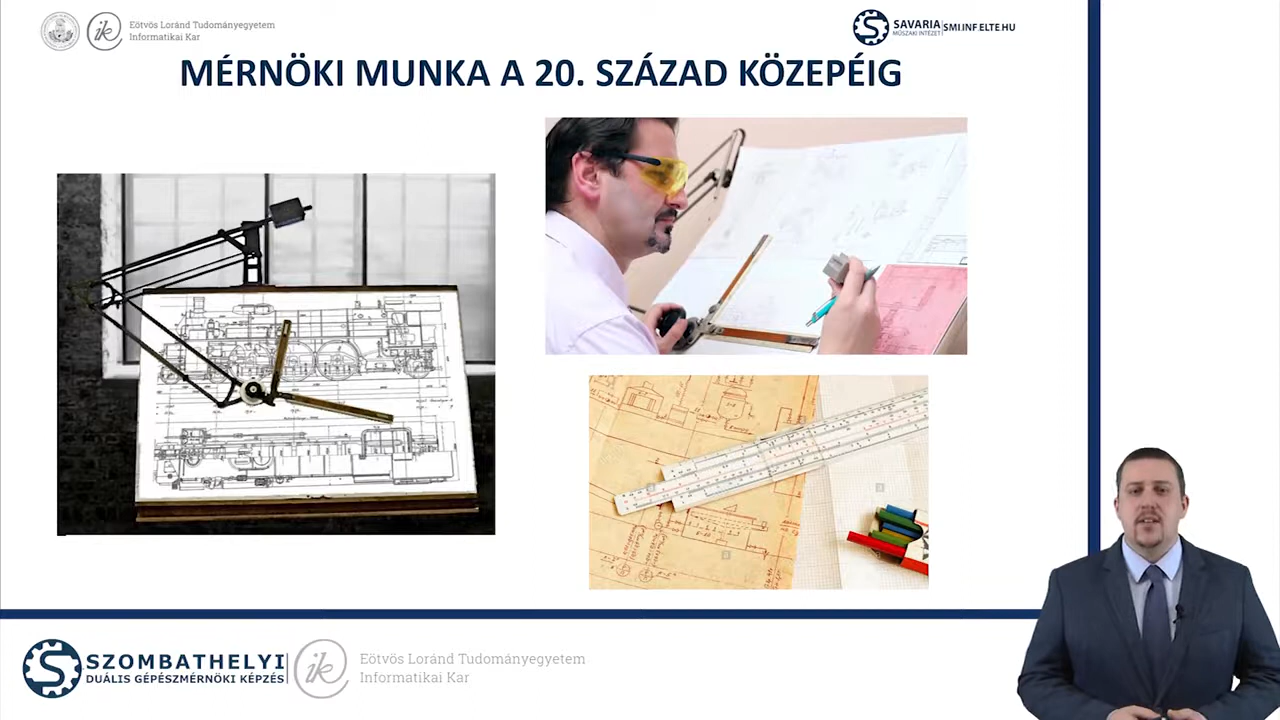 Eötvös Loránd Tudományegyetem
Informatikai Kar
SAVARIA
MŰSZAKI INTÉZET
SMI.INF.ELTE.HU
MÉRNÖKI MUNKA A 20. SZÁZAD KÖZEPÉIG
SZOMBATHELYI
DUÁLIS GÉPÉSZMÉRNÖKI KÉPZÉS
ik
Eötvös Loránd Tudományegyetem
Informatikai Kar